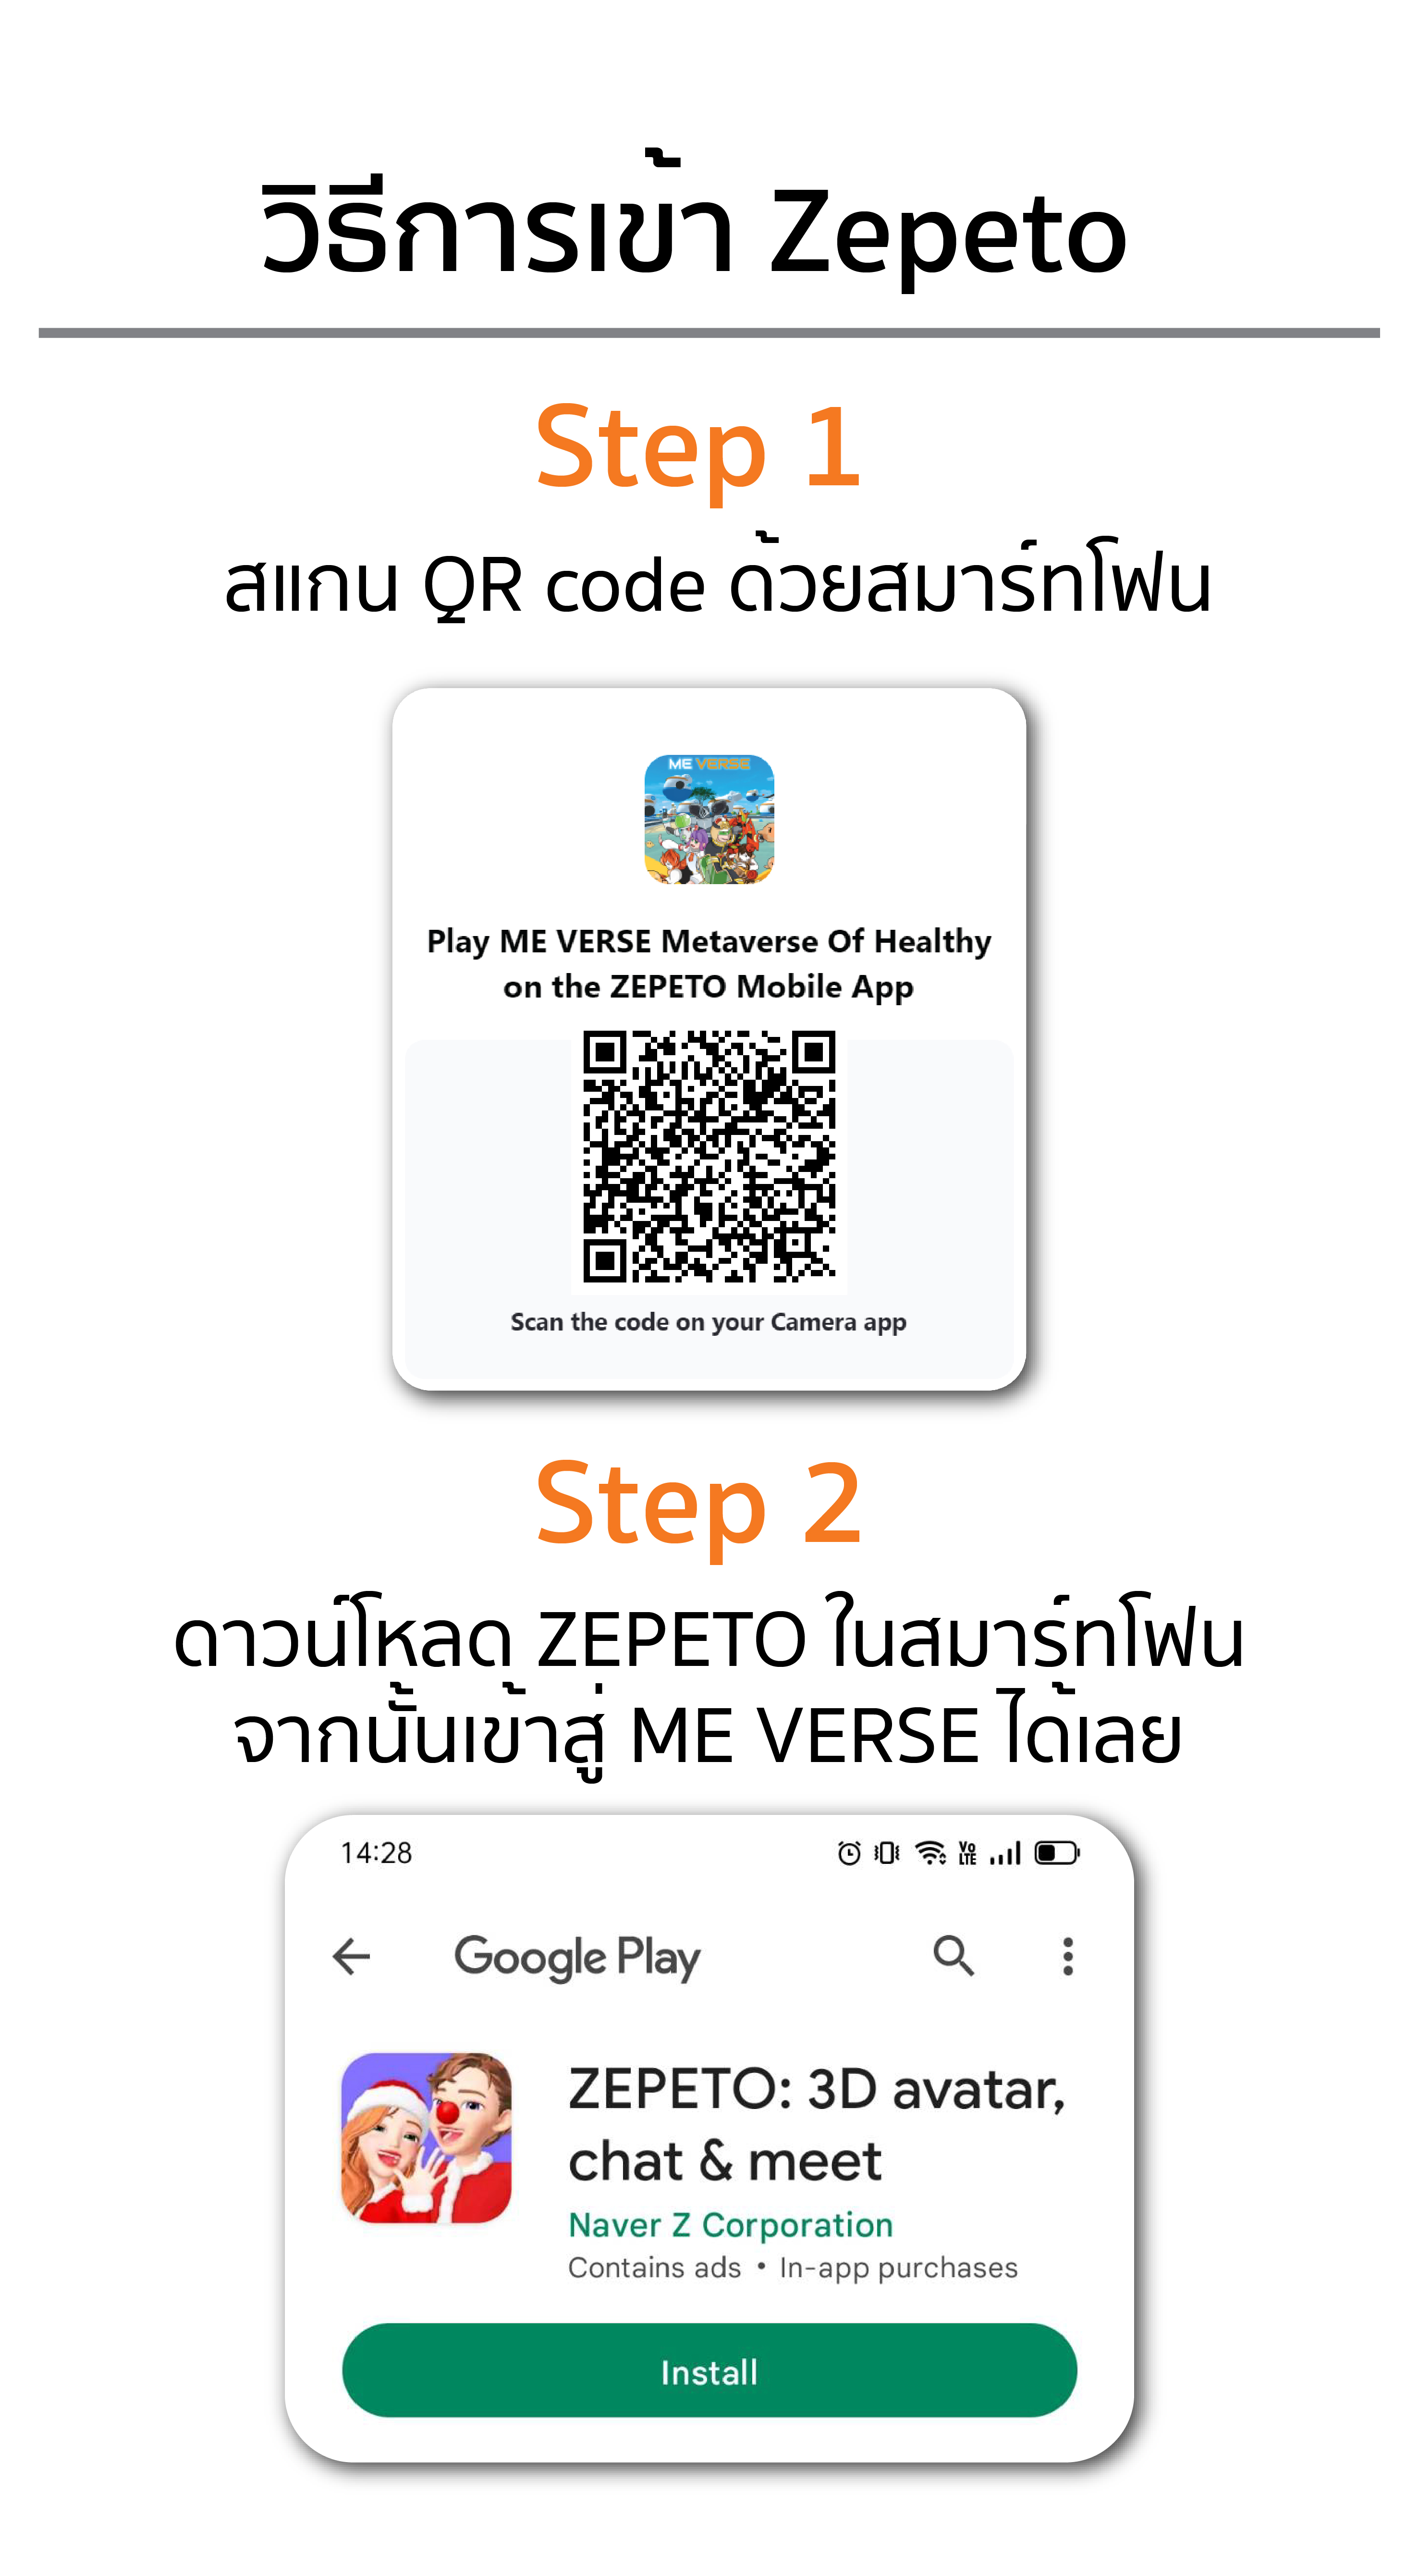 วิธีการเข้า Zepeto
Step 1
สแกน QR code ด้วยสมาร์ทโฟน
ME VERSE
Play ME VERSE Metaverse Of Healthy
on the ZEPETO Mobile App
Scan the code on your Camera app
Step 2
ดาวน์โหลด ZEPETO ในสมาร์ทโฟน
จากนั้นเข้าสู่ ME VERSE ได้เลย
14:28
Vo LTE
Google Play
ZEPETO: 3D avatar,
chat & meet
Naver Z Corporation
Contains ads • In-app purchases
Install